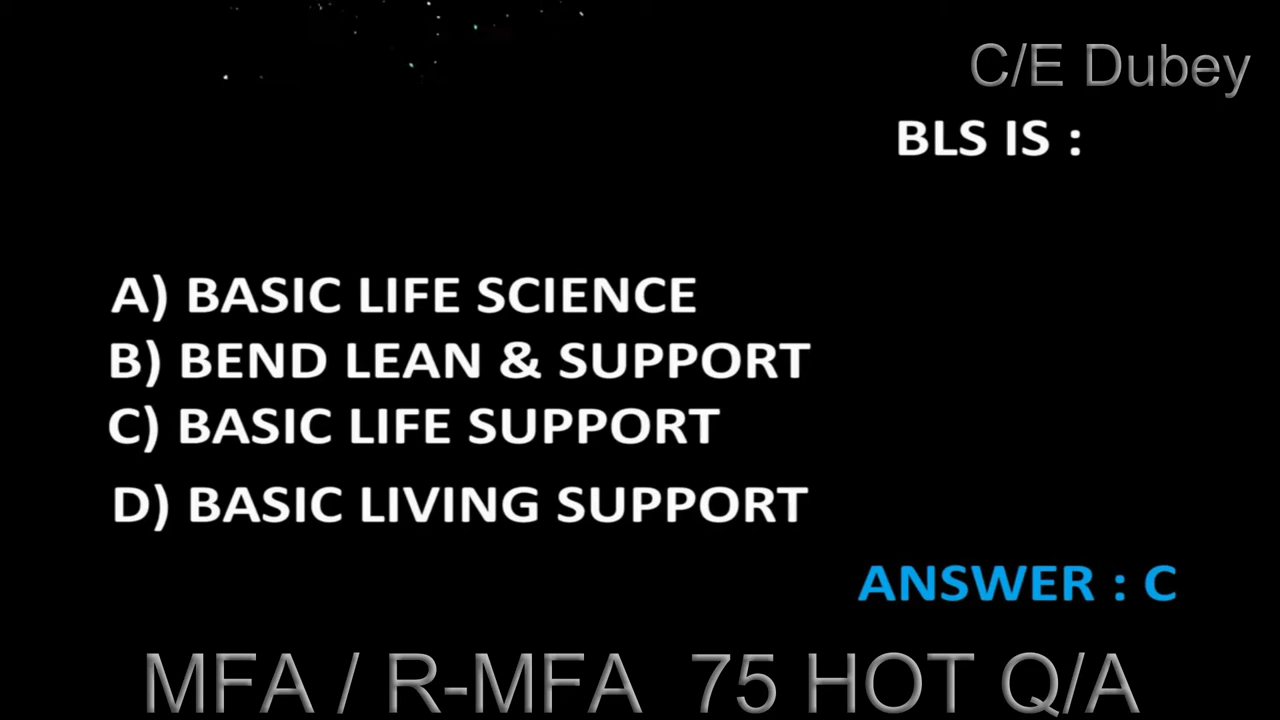 C/E Dubey
BLS IS :
A) BASIC LIFE SCIENCE
B) BEND LEAN & SUPPORT
C) BASIC LIFE SUPPORT
D) BASIC LIVING SUPPORT
ANSWER : C
MFA / R-MFA 75 HOT Q/A